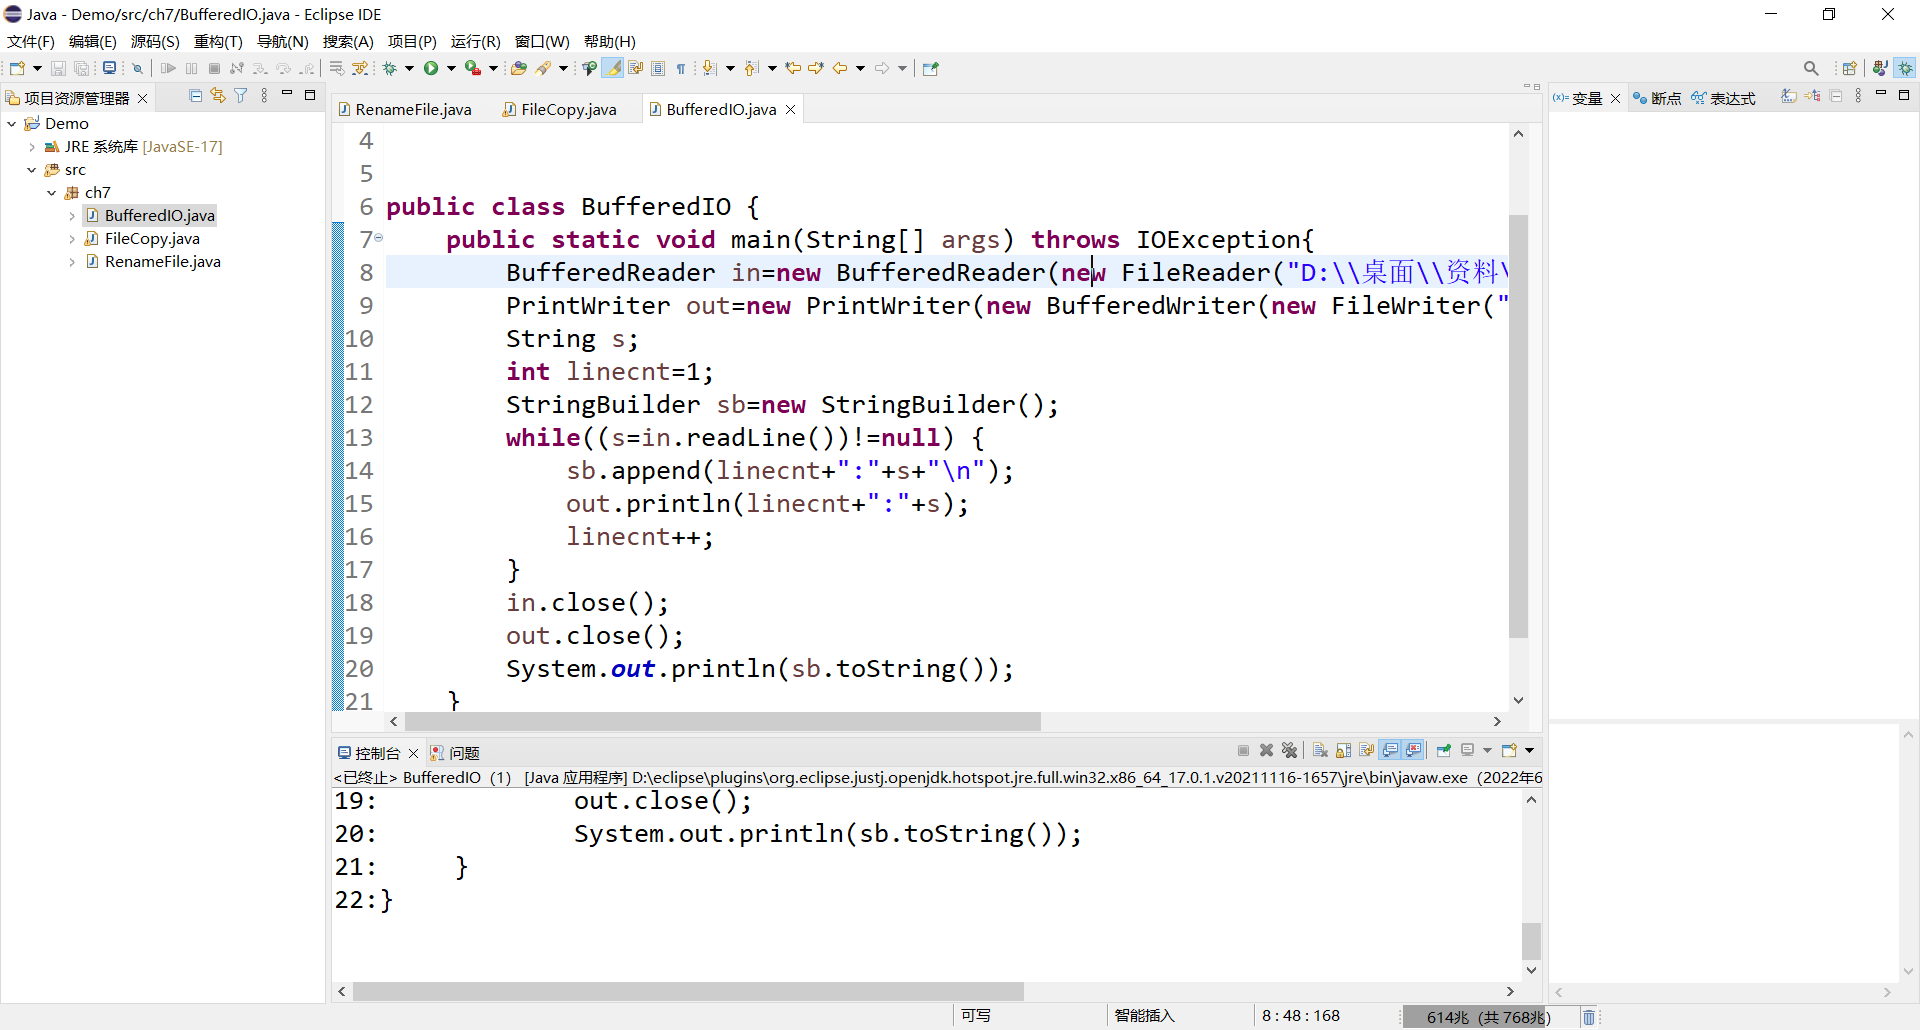 Java - Demo/src/ch7/BufferedIO.java - Eclipse IDE
文件(F) 编辑(E) 源码(S) 重构(T) 导航(N) 搜索(A) 项目(P) 运行(R) 窗口(W) 帮助(H)
项目资源管理器
Demo
JRE 系统库 [JavaSE-17]
src
ch7
BufferedIO.java
FileCopy.java
RenameFile.java
RenameFile.java FileCopy.java BufferedIO.java
4
5
6 public class BufferedIO {
7 public static void main(String[] args) throws IOException{
8 BufferedReader in=new BufferedReader(new FileReader("D:\\桌面\\资料\
9 PrintWriter out=new PrintWriter(new BufferedWriter(new FileWriter("
10 String s;
11 int linecnt=1;
12 StringBuilder sb=new StringBuilder();
13 while((s=in.readLine())!=null) {
14 sb.append(linecnt+":"+s+"\n");
15 out.println(linecnt+":"+s);
16 linecnt++;
17 }
18 in.close();
19 out.close();
20 System.out.println(sb.toString());
21 }
控制台 问题
<已终止> BufferedIO (1) [Java 应用程序] D:\eclipse\plugins\org.eclipse.justj.openjdk.hotspot.jre.full.win32.x86_64_17.0.1.v20211116-1657\jre\bin\javaw.exe (2022年6
19: out.close();
20: System.out.println(sb.toString());
21: }
22:}
(x)= 变量 断点 表达式
可写 智能插入 8 : 48 : 168 614兆 (共 768兆)